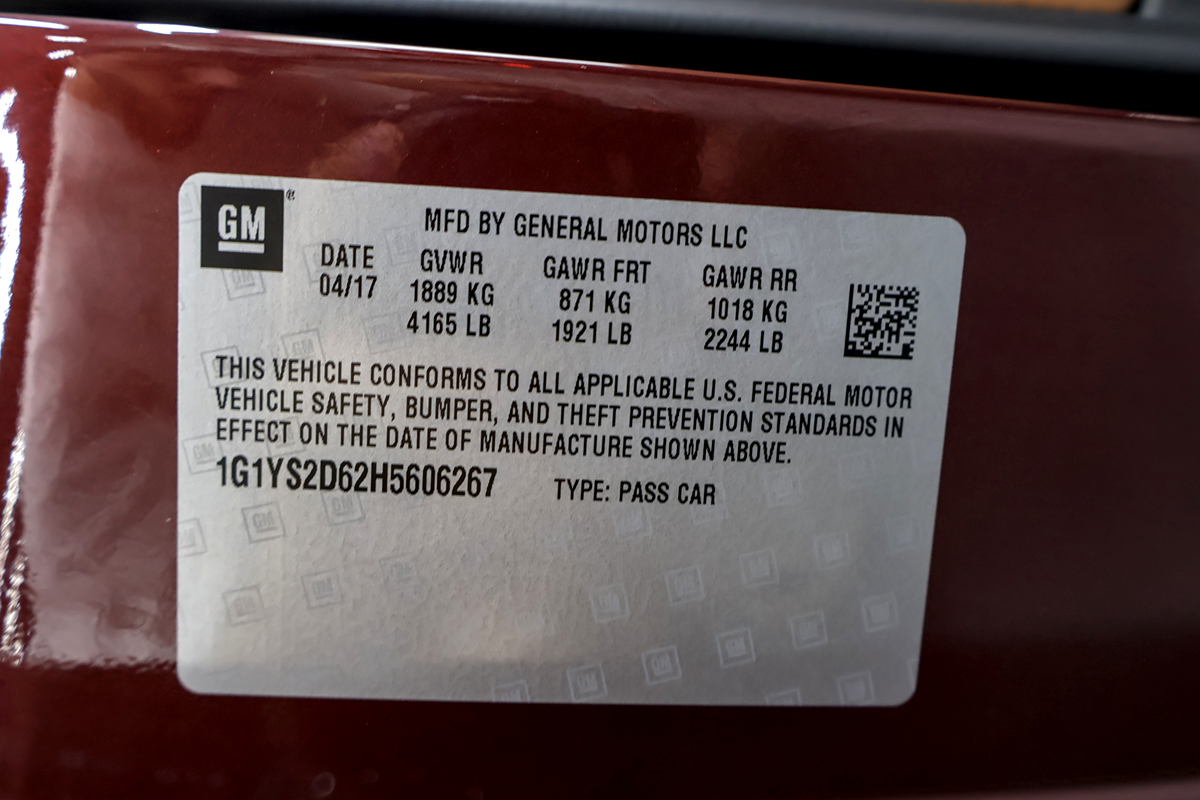 GM®
MFD BY GENERAL MOTORS LLC
DATE GVWR GAWR FRT GAWR RR
04/17 1889 KG 871 KG 1018 KG
4165 LB 1921 LB 2244 LB
THIS VEHICLE CONFORMS TO ALL APPLICABLE U.S. FEDERAL MOTOR
VEHICLE SAFETY, BUMPER, AND THEFT PREVENTION STANDARDS IN
EFFECT ON THE DATE OF MANUFACTURE SHOWN ABOVE.
1G1YS2D62H5606267 TYPE: PASS CAR